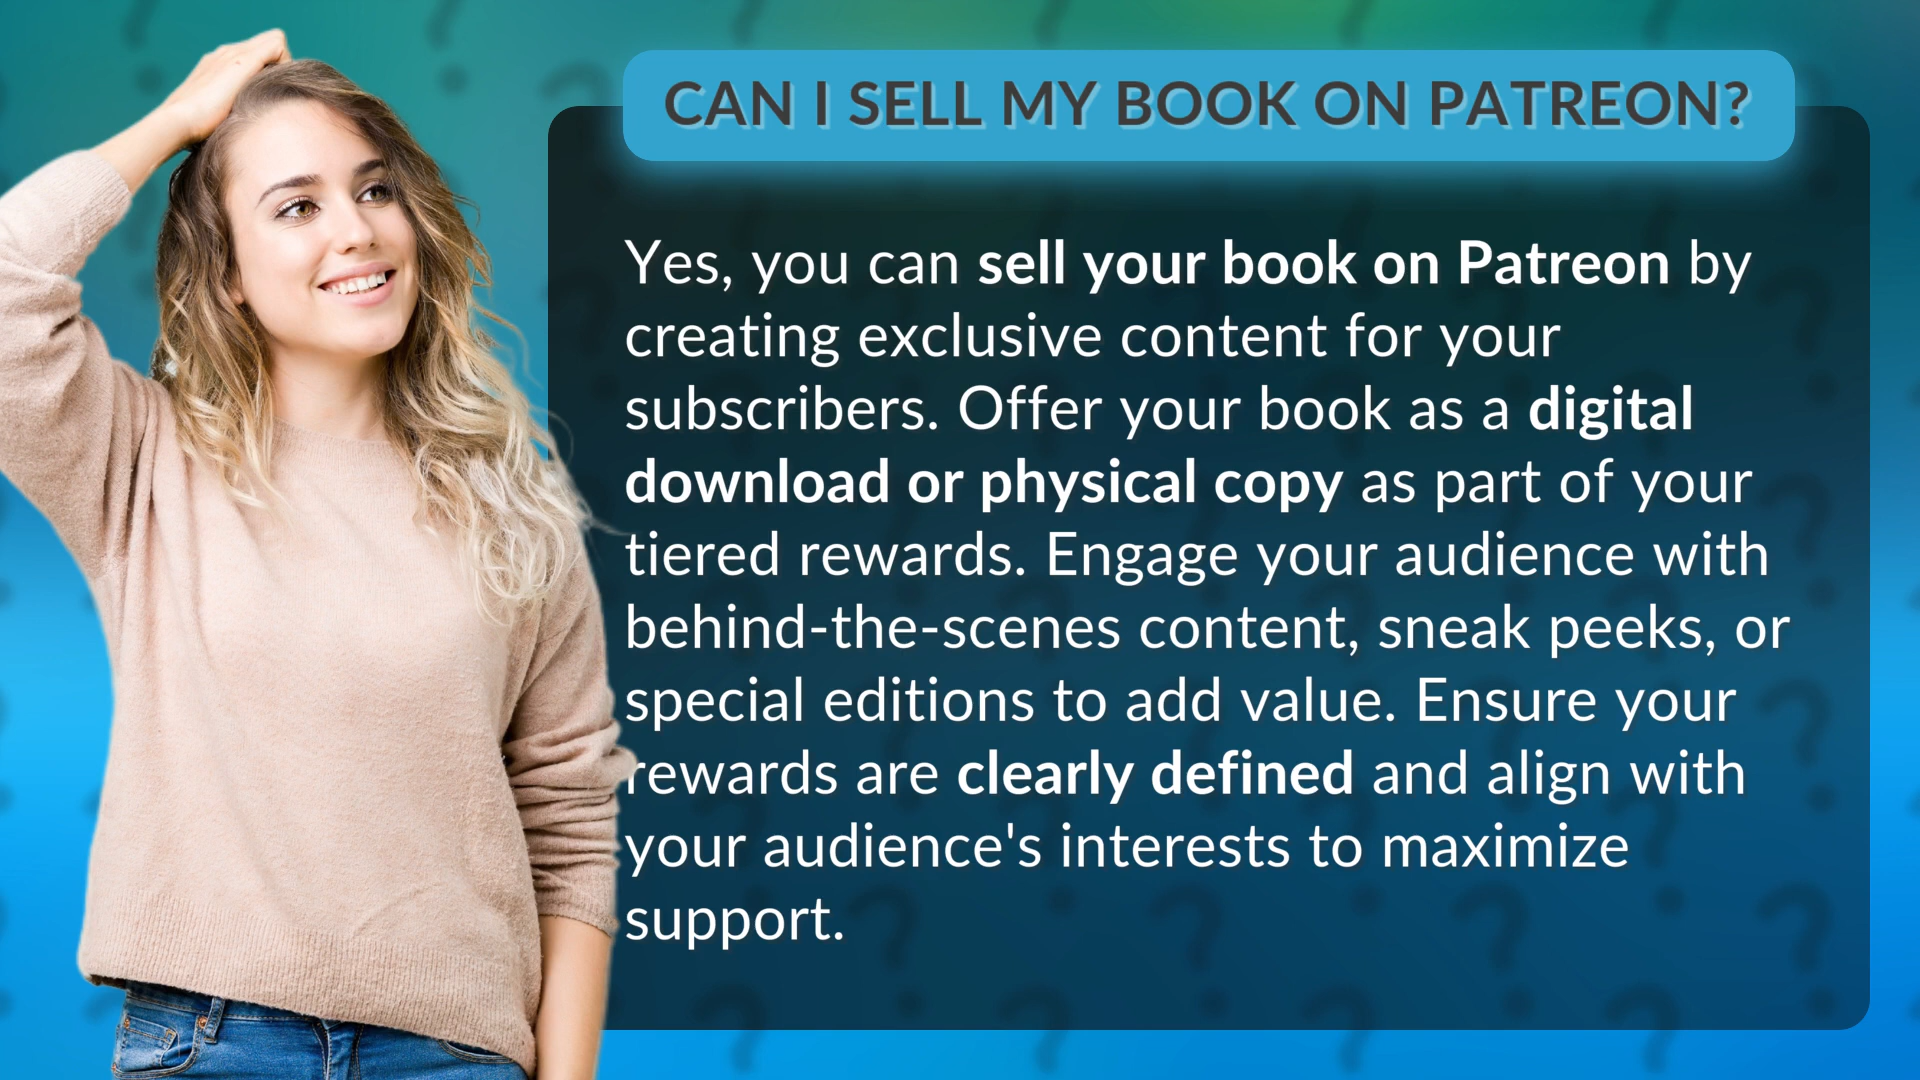 CAN I SELL MY BOOK ON PATREON?
Yes, you can sell your book on Patreon by
creating exclusive content for your
subscribers. Offer your book as a digital
download or physical copy as part of your
tiered rewards. Engage your audience with
behind-the-scenes content, sneak peeks, or
special editions to add value. Ensure your
rewards are clearly defined and align with
your audience's interests to maximize
support.